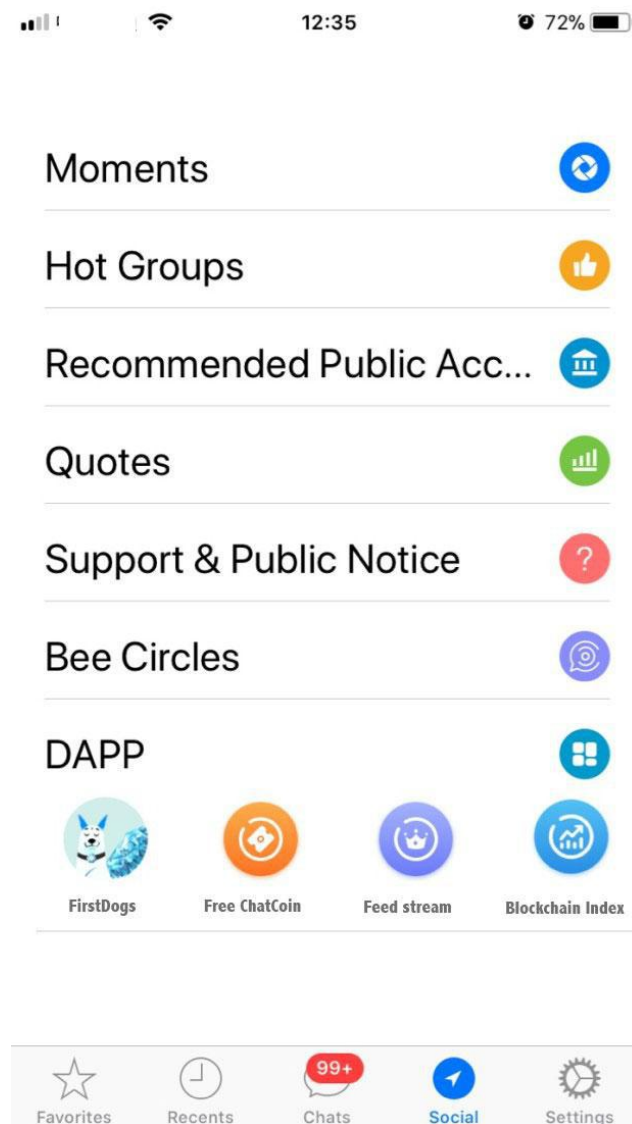 12:35
72%
Moments
Hot Groups
Recommended Public Acc...
Quotes
Support & Public Notice
?
Bee Circles
DAPP
FirstDogs Free ChatCoin Feed stream Blockchain Index
99+
Favorites Recents Chats Social Settings